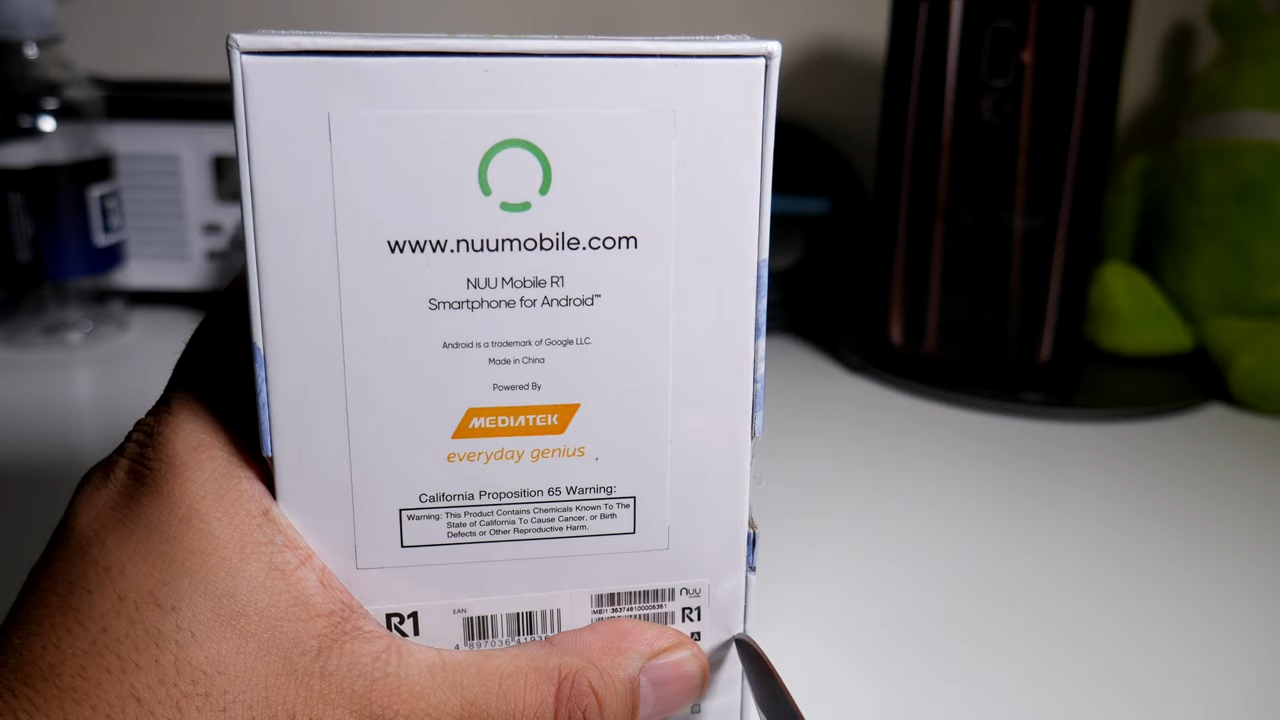 www.nuumobile.com
NUU Mobile R1
Smartphone for Android™
Android is a trademark of Google LLC.
Made in China
Powered By
MEDIATEK
everyday genius
California Proposition 65 Warning:
Warning: This Product Contains Chemicals Known To The
State of California To Cause Cancer, or Birth
Defects or Other Reproductive Harm.
R1
EAN:
nuu
R1
A